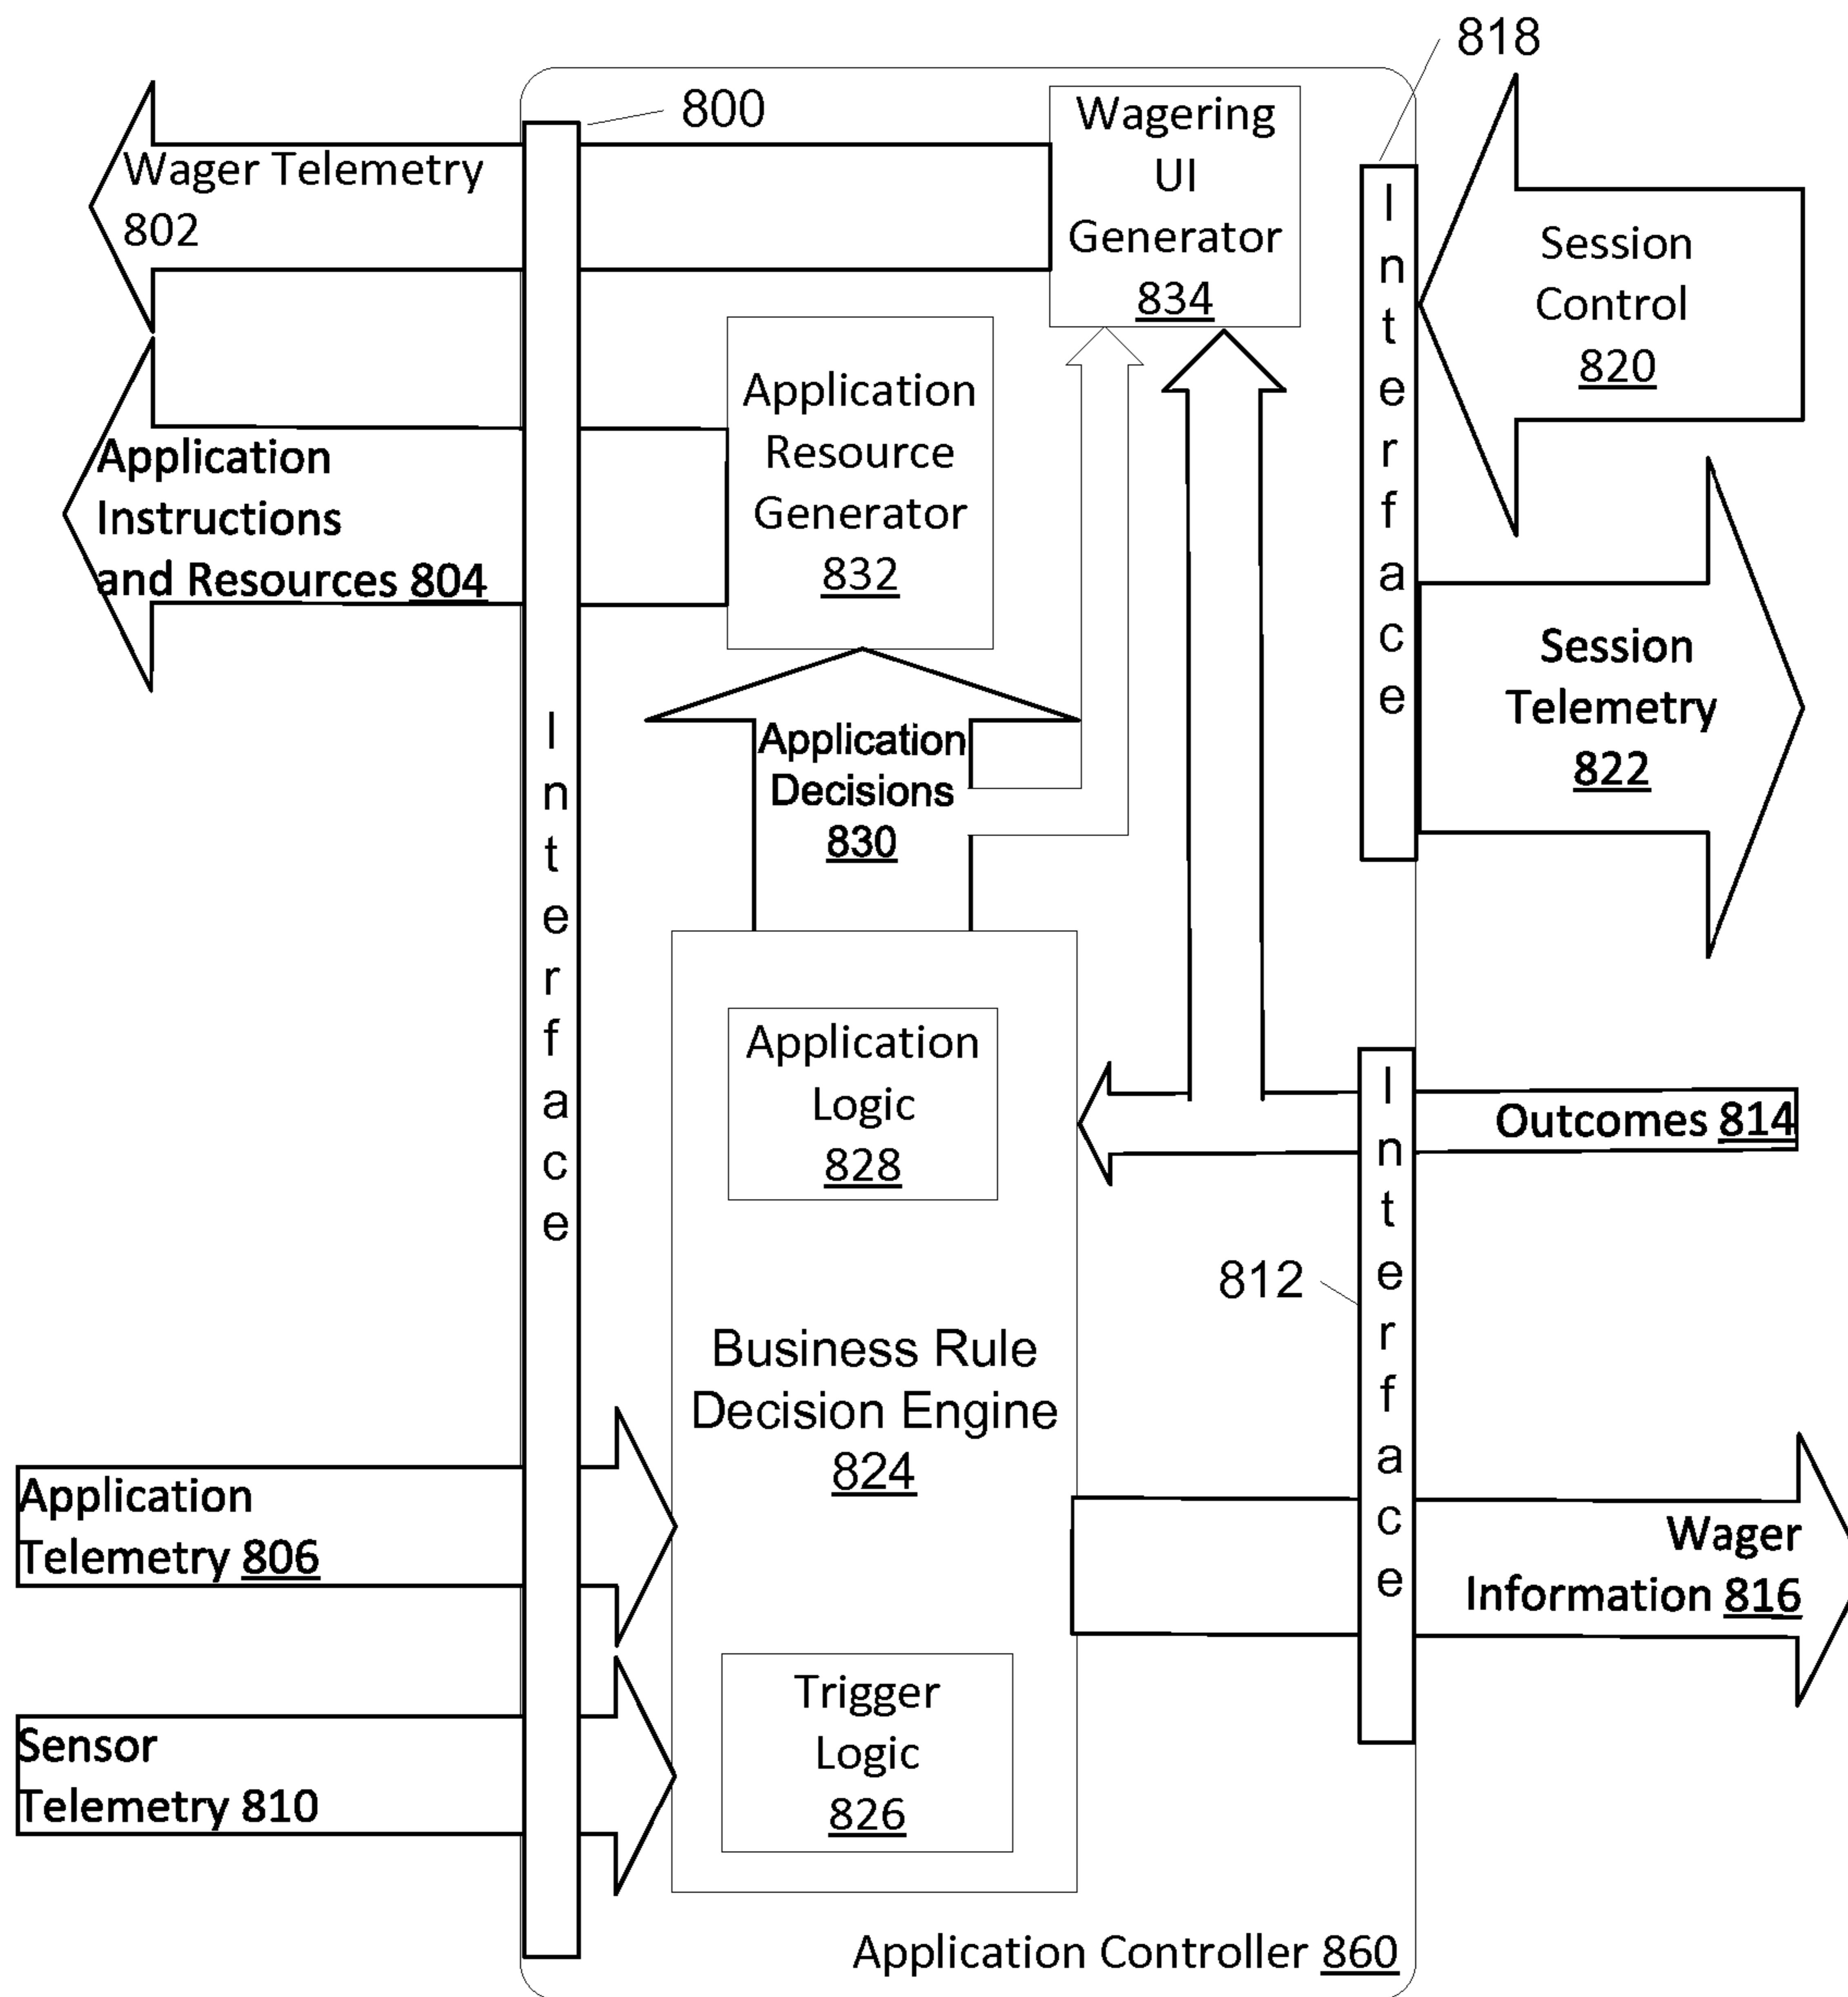 818
800
Wagering
UI
Generator
834
Wager Telemetry
802
Interface
Session
Control
820
Application
Resource
Generator
832
Application
Instructions
and Resources 804
Session
Telemetry
822
Interface
Application
Decisions
830
Application
Logic
828
Interface
Outcomes 814
812
Business Rule
Decision Engine
824
Application
Telemetry 806
Wager
Information 816
Trigger
Logic
826
Sensor
Telemetry 810
Application Controller 860